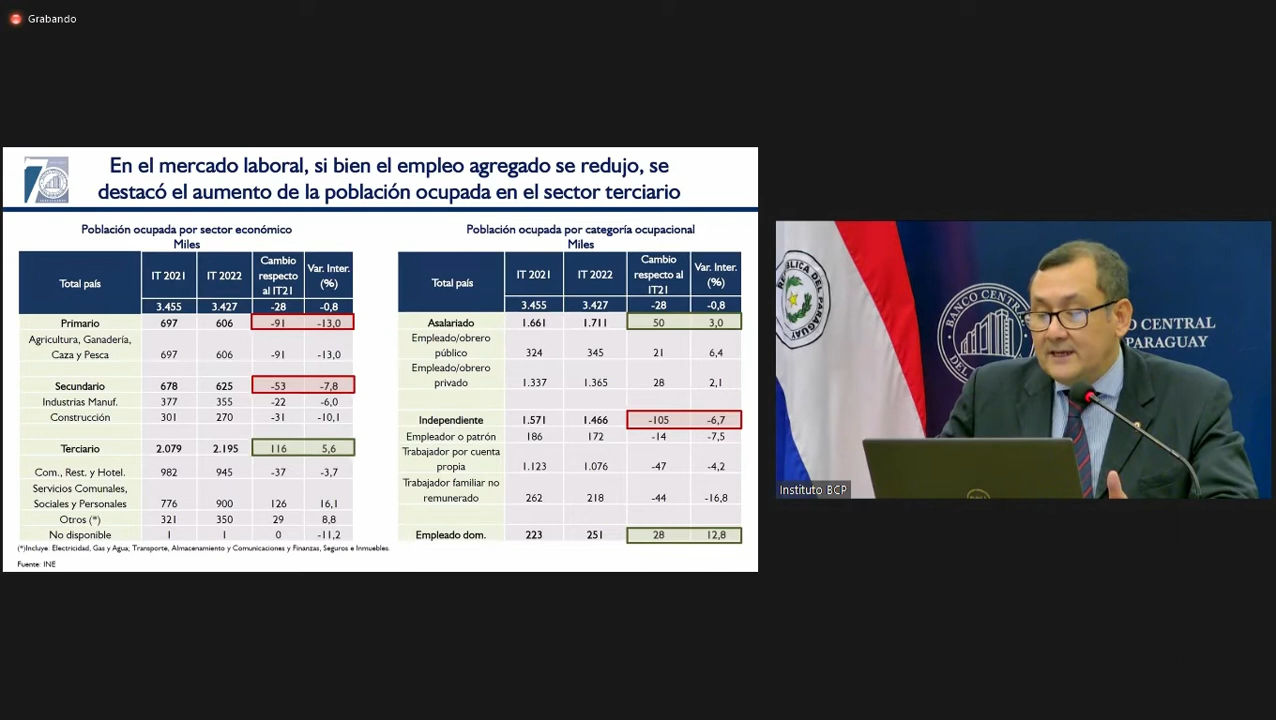 Grabando
En el mercado laboral, si bien el empleo agregado se redujo, se
destacó el aumento de la población ocupada en el sector terciario
Población ocupada por sector económico
Miles
Total país
IT 2021
IT 2022
Cambio
respecto
al IT21
Var. Inter.
(%)
3.455 3.427 -28 -0,8
Primario 697 606 -91 -13,0
Agricultura, Ganadería,
Caza y Pesca 697 606 -91 -13,0
Secundario 678 625 -53 -7,8
Industrias Manuf. 377 355 -22 -6,0
Construcción 301 270 -31 -10,1
Terciario 2.079 2.195 116 5,6
Com., Rest. y Hotel. 982 945 -37 -3,7
Servicios Comunales,
Sociales y Personales 776 900 126 16,1
Otros (*) 321 350 29 8,8
No disponible 1 1 0 -11,2
(*)Incluye: Electricidad, Gas y Agua; Transporte, Almacenamiento y Comunicaciones y Finanzas, Seguros e Inmuebles.
Fuente: INE
Población ocupada por categoría ocupacional
Miles
Total país
IT 2021
IT 2022
Cambio
respecto al
IT21
Var. Inter.
(%)
3.455 3.427 -28 -0,8
Asalariado 1.661 1.711 50 3,0
Empleado/obrero
público 324 345 21 6,4
Empleado/obrero
privado 1.337 1.365 28 2,1
Independiente 1.571 1.466 -105 -6,7
Empleador o patrón 186 172 -14 -7,5
Trabajador por cuenta
propia 1.123 1.076 -47 -4,2
Trabajador familiar no
remunerado 262 218 -44 -16,8
Empleado dom. 223 251 28 12,8
BANCO CENTRAL
O CENTRAL
PARAGUAY
Instituto BCP